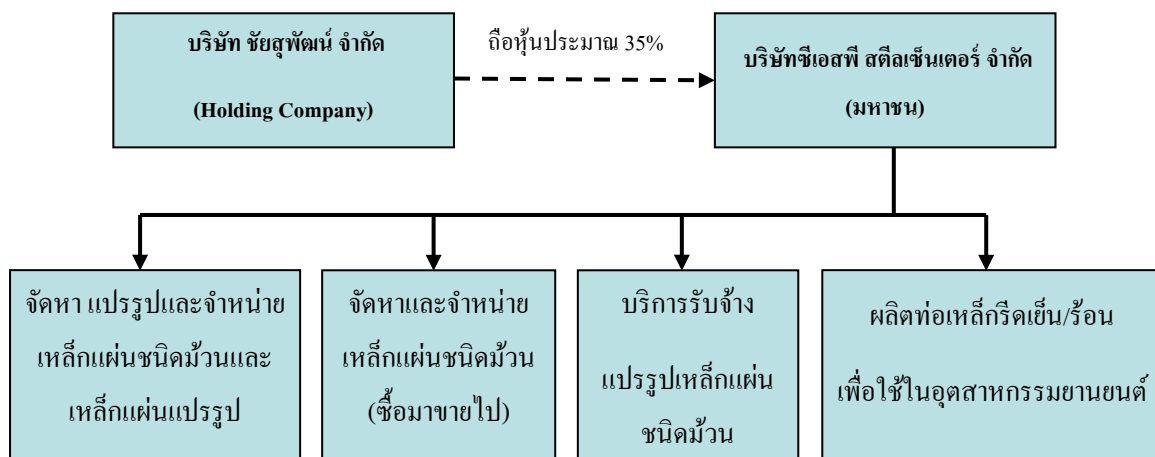 บริษัท ชัยสุพัฒน์ จำกัด
(Holding Company)
ถือหุ้นประมาณ 35%
บริษัทซีเอสพี สตีลเซ็นเตอร์ จำกัด
(มหาชน)
จัดหา แปรรูปและจำหน่าย
เหล็กแผ่นชนิดม้วนและ
เหล็กแผ่นแปรรูป
จัดหาและจำหน่าย
เหล็กแผ่นชนิดม้วน
(ซื้อมาขายไป)
บริการรับจ้าง
แปรรูปเหล็กแผ่น
ชนิดม้วน
ผลิตท่อเหล็กรีดเย็น/ร้อน
เพื่อใช้ในอุตสาหกรรมยานยนต์